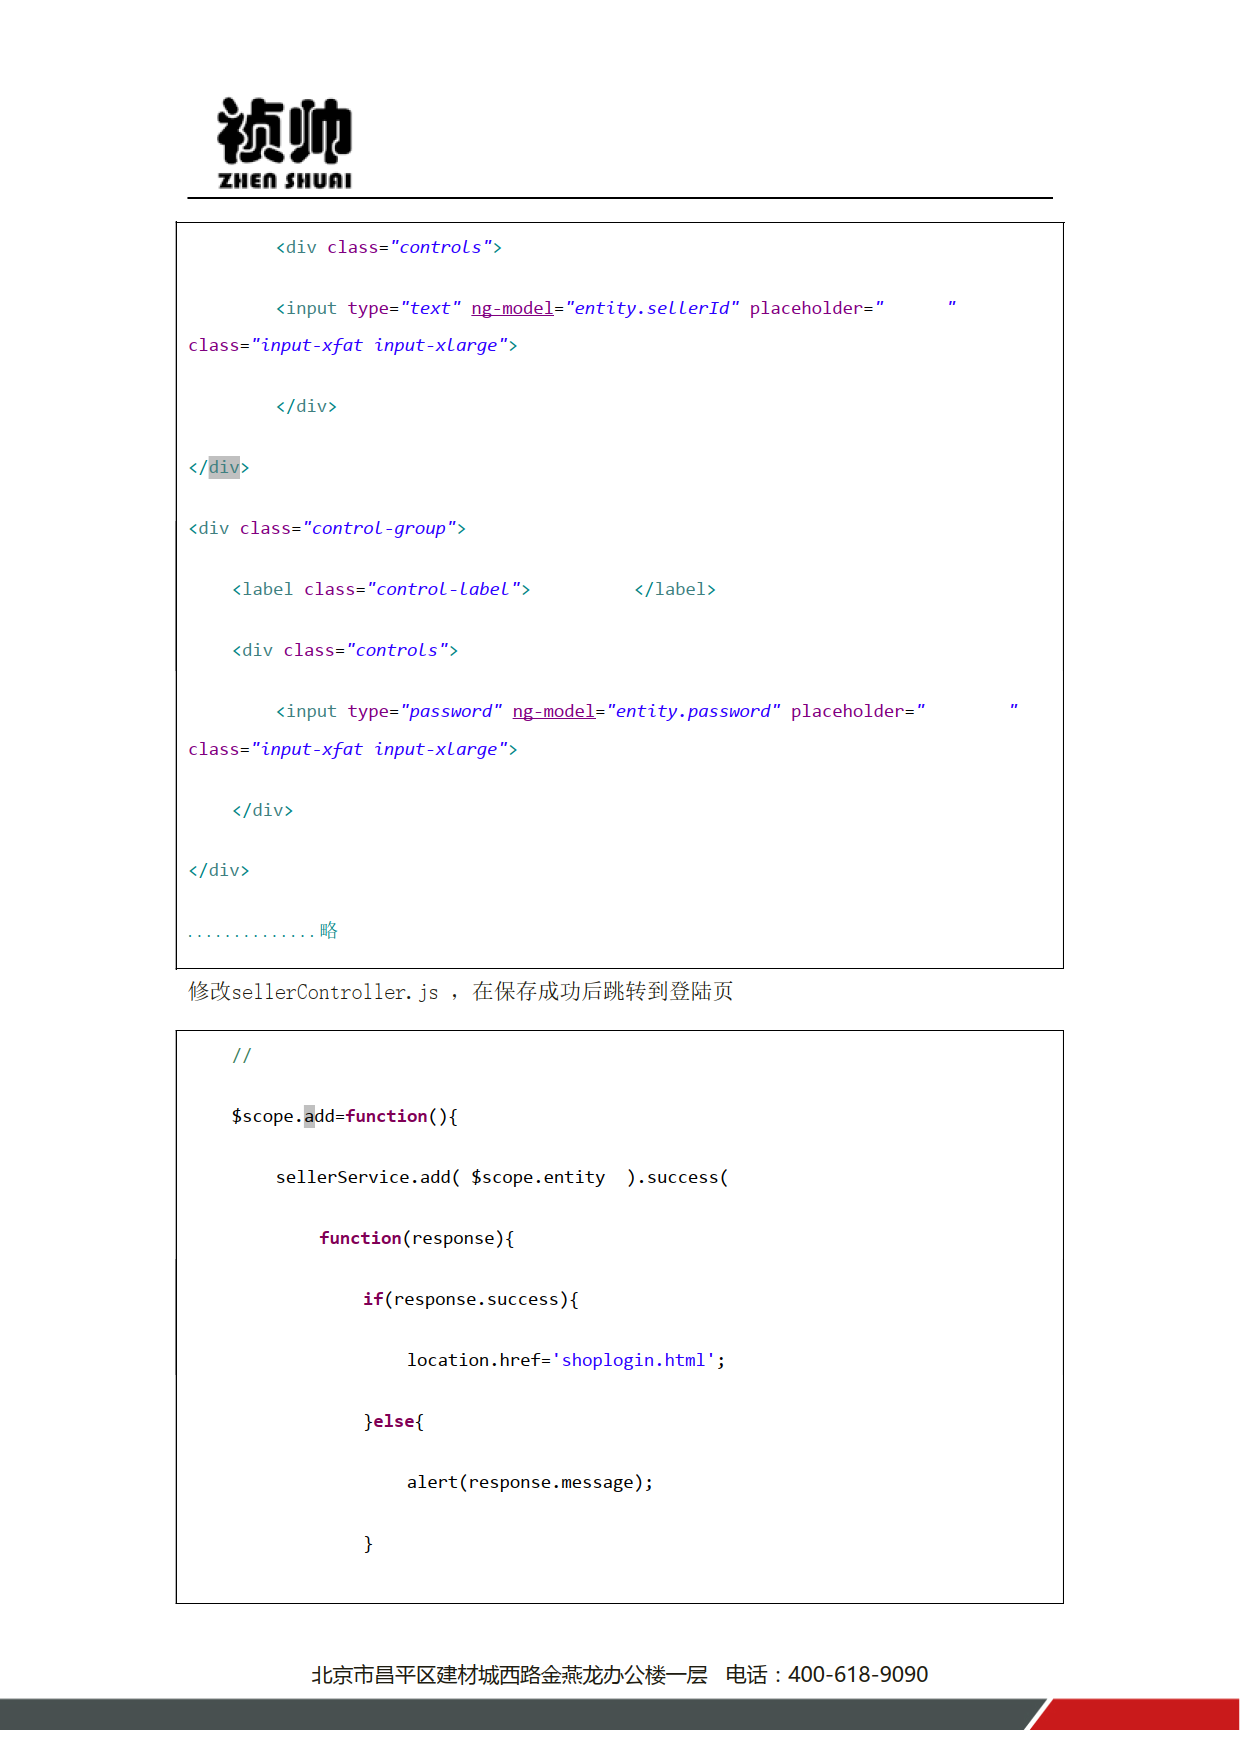 祯帅
ZHEN SHUAI
<div class="controls">
<input type="text" ng-model="entity.sellerId" placeholder="      "
class="input-xfat input-xlarge">
</div>
</div>
<div class="control-group">
<label class="control-label">          </label>
<div class="controls">
<input type="password" ng-model="entity.password" placeholder="        "
class="input-xfat input-xlarge">
</div>
</div>
..............略
修改sellerController.js ，在保存成功后跳转到登陆页
//
$scope.add=function(){
sellerService.add( $scope.entity  ).success(
function(response){
if(response.success){
location.href='shoplogin.html';
}else{
alert(response.message);
}
北京市昌平区建材城西路金燕龙办公楼一层   电话：400-618-9090